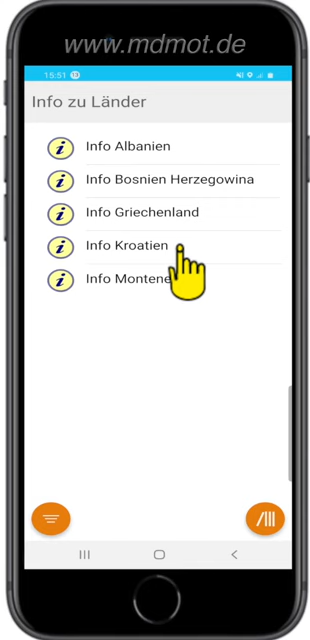 www.mdmot.de
15:51
Info zu Länder
Info Albanien
Info Bosnien Herzegowina
Info Griechenland
Info Kroatien
Info Montene